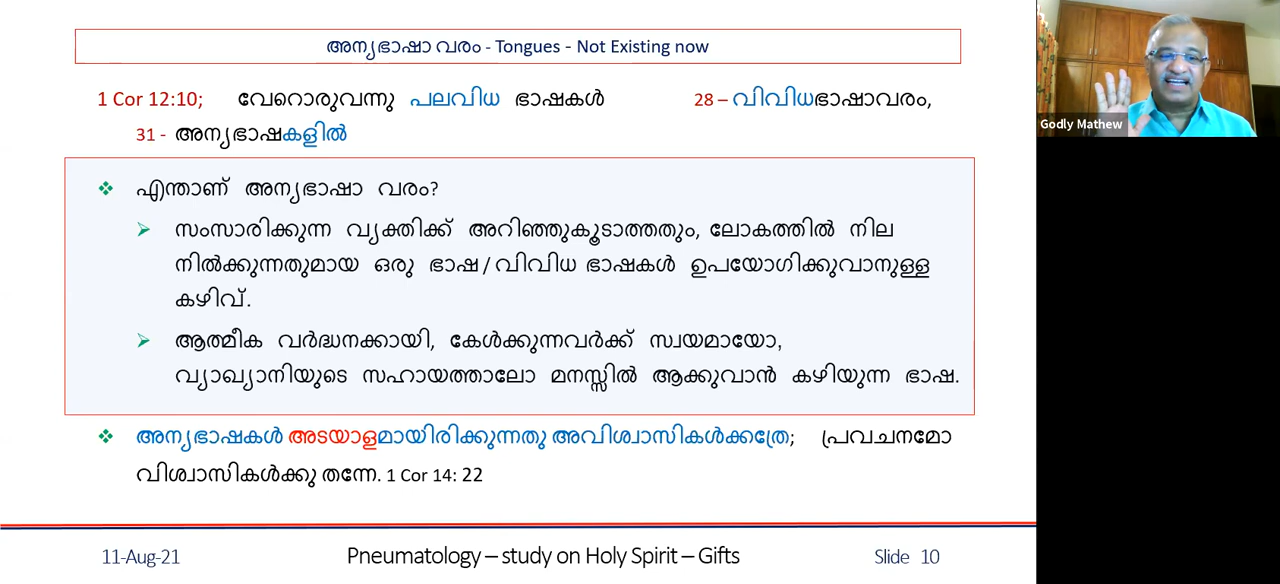 അന്യഭാഷാ വരം - Tongues - Not Existing now
1 Cor 12:10; വേറൊരുവന്നു പലവിധ ഭാഷകൾ 28 – വിവിധഭാഷാവരം,
31 - അന്യഭാഷകളിൽ
❖ എന്താണ് അന്യഭാഷാ വരം?
➢ സംസാരിക്കുന്ന വ്യക്തിക്ക് അറിഞ്ഞുകൂടാത്തതും, ലോകത്തിൽ നില
നിൽക്കുന്നതുമായ ഒരു ഭാഷ / വിവിധ ഭാഷകൾ ഉപയോഗിക്കുവാനുള്ള
കഴിവ്.
➢ ആത്മീക വർദ്ധനക്കായി, കേൾക്കുന്നവർക്ക് സ്വയമായോ,
വ്യാഖ്യാനിയുടെ സഹായത്താലോ മനസ്സിൽ ആക്കുവാൻ കഴിയുന്ന ഭാഷ.
❖ അന്യഭാഷകൾ അടയാളമായിരിക്കുന്നതു അവിശ്വാസികൾക്കത്രേ; പ്രവചനമോ
വിശ്വാസികൾക്കു തന്നേ. 1 Cor 14: 22
11-Aug-21 Pneumatology – study on Holy Spirit – Gifts Slide 10
Godly Mathew